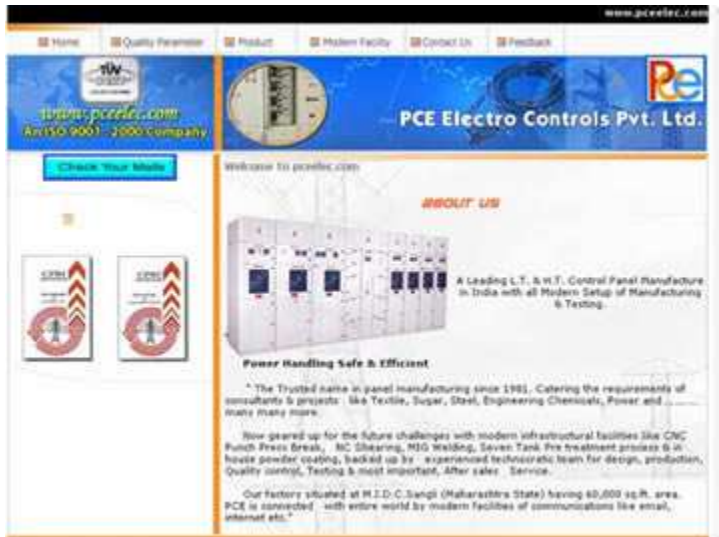 www.pceelec.com
Home Quality Parameter Product Modern Facility Contact Us Feedback
TÜV
www.pceelec.com
An ISO 9001 : 2000 Company
Pce
PCE Electro Controls Pvt. Ltd.
Check Your Mails
Welcome to pceelec.com
ABOUT US
CPRI CPRI
A Leading L.T. & H.T. Control Panel Manufacture
in India with all Modern Setup of Manufacturing
& Testing.
Power Handling Safe & Efficient
" The Trusted name in panel manufacturing since 1981. Catering the requirements of
consultants & projects like Textile, Sugar, Steel, Engineering Chemicals, Power and ........
many many more.
Now geared up for the future challenges with modern infrastructural facilities like CNC
Punch Press Break, NC Shearing, MIG Welding, Seven Tank Pre treatment process & in
house powder coating, backed up by experienced technocratic team for design, production,
Quality control, Testing & most important, After sales Service.
Our factory situated at M.I.D.C.Sangli (Maharashtra State) having 60,000 sq.ft. area.
PCE is connected with entire world by modern facilities of communications like email,
internet etc."